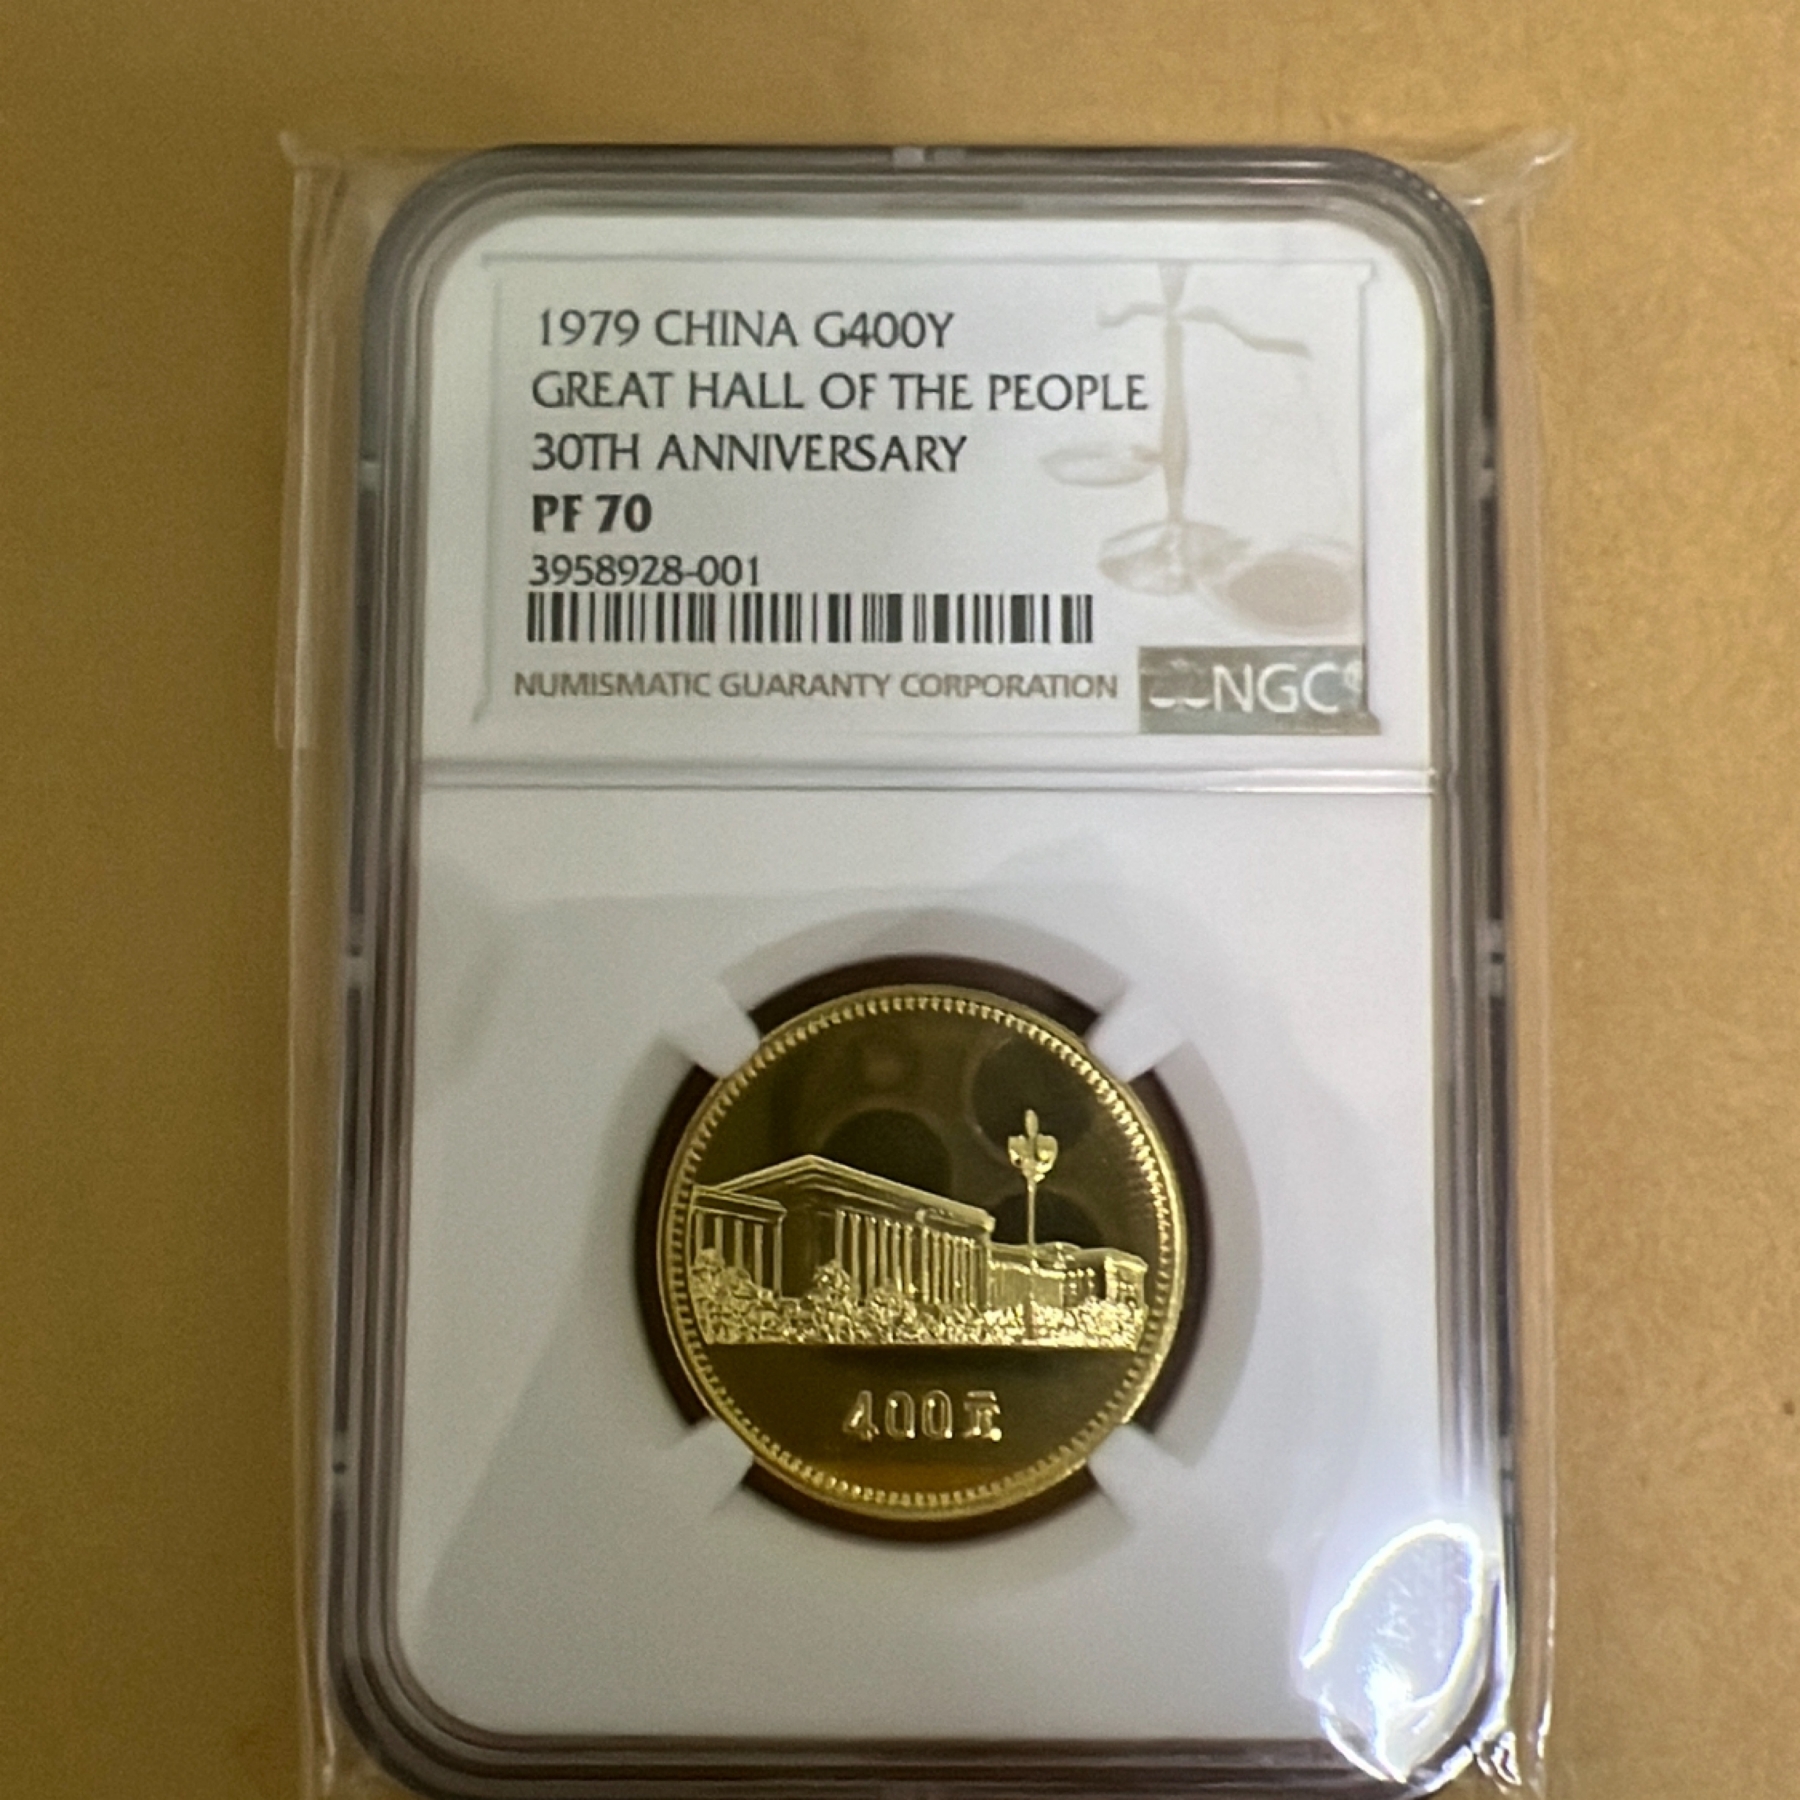 1979 CHINA G400Y
GREAT HALL OF THE PEOPLE
30TH ANNIVERSARY
PF 70
3958928-001
NUMISMATIC GUARANTY CORPORATION
NGC
400元